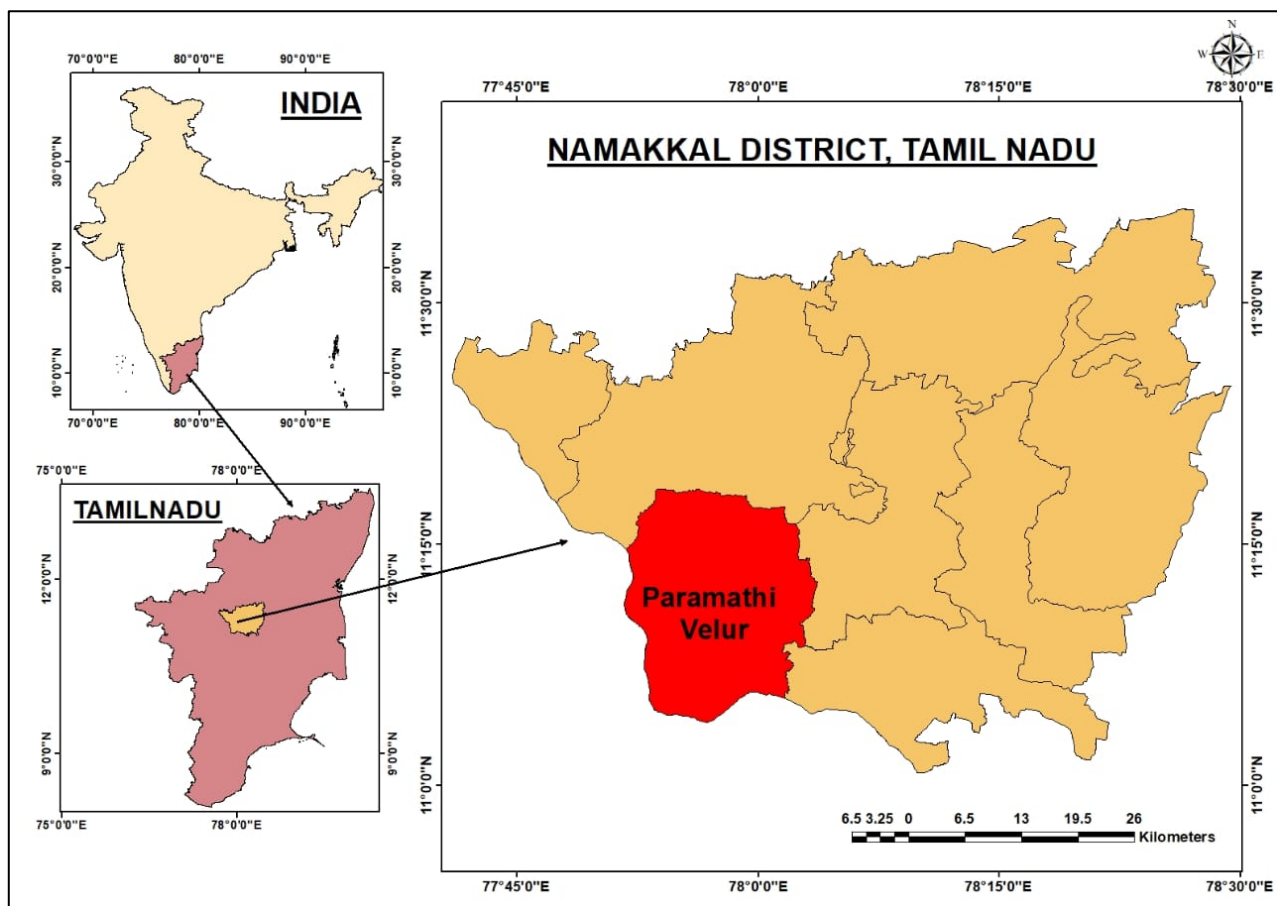 N
W
E
S
70°0'0"E 80°0'0"E 90°0'0"E
INDIA
30°0'0"N
30°0'0"N
20°0'0"N
20°0'0"N
10°0'0"N
10°0'0"N
70°0'0"E 80°0'0"E 90°0'0"E
75°0'0"E 78°0'0"E
TAMILNADU
12°0'0"N
12°0'0"N
9°0'0"N
9°0'0"N
75°0'0"E 78°0'0"E
77°45'0"E 78°0'0"E 78°15'0"E 78°30'0"E
NAMAKKAL DISTRICT, TAMIL NADU
11°30'0"N
11°30'0"N
11°15'0"N
11°15'0"N
Paramathi
Velur
11°0'0"N
11°0'0"N
6.5 3.25 0 6.5 13 19.5 26
Kilometers
77°45'0"E 78°0'0"E 78°15'0"E 78°30'0"E